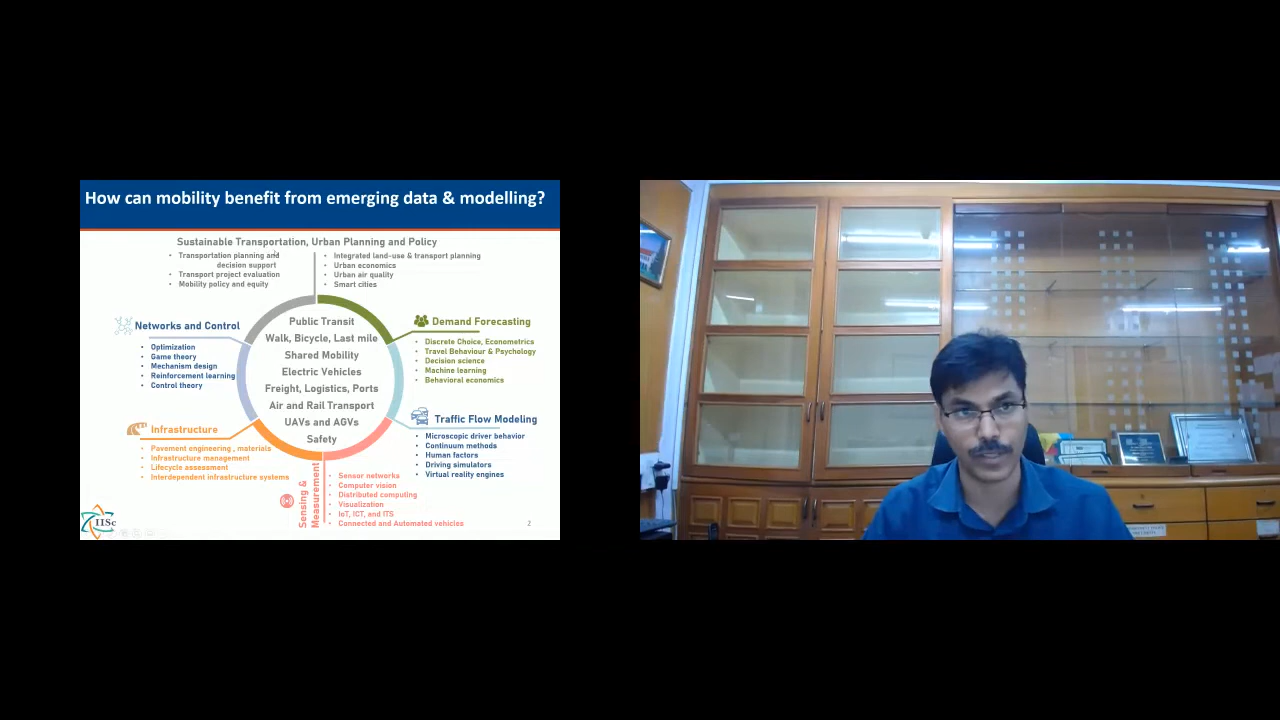 How can mobility benefit from emerging data & modelling?
Sustainable Transportation, Urban Planning and Policy
• Transportation planning and
decision support
• Transport project evaluation
• Mobility policy and equity
• Integrated land-use & transport planning
• Urban economics
• Urban air quality
• Smart cities
Networks and Control
• Optimization
• Game theory
• Mechanism design
• Reinforcement learning
• Control theory
Public Transit
Walk, Bicycle, Last mile
Shared Mobility
Electric Vehicles
Freight, Logistics, Ports
Air and Rail Transport
UAVs and AGVs
Safety
Demand Forecasting
• Discrete Choice, Econometrics
• Travel Behaviour & Psychology
• Decision science
• Machine learning
• Behavioral economics
Traffic Flow Modeling
• Microscopic driver behavior
• Continuum methods
• Human factors
• Driving simulators
• Virtual reality engines
Infrastructure
• Pavement engineering , materials
• Infrastructure management
• Lifecycle assessment
• Interdependent infrastructure systems
Sensing &
Measurement
• Sensor networks
• Computer vision
• Distributed computing
• Visualization
• IoT, ICT, and ITS
• Connected and Automated vehicles
IISc
2